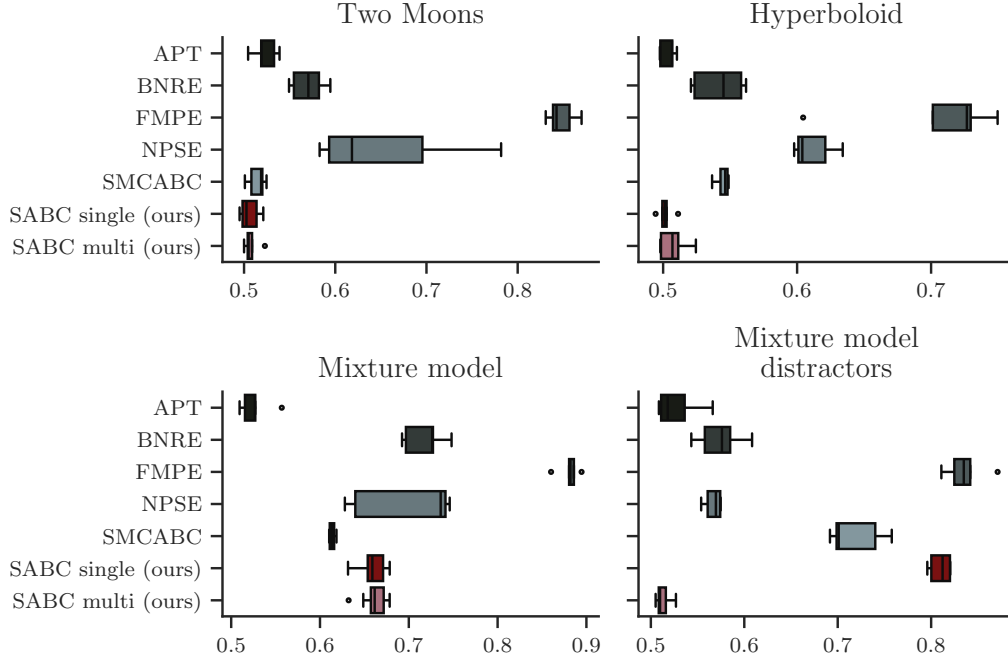 Two Moons
Hyperboloid
APT
BNRE
FMPE
NPSE
SMCABC
SABC single (ours)
SABC multi (ours)
0.5 0.6 0.7 0.8
0.5 0.6 0.7
Mixture model
Mixture model
distractors
APT
BNRE
FMPE
NPSE
SMCABC
SABC single (ours)
SABC multi (ours)
0.5 0.6 0.7 0.8 0.9
0.5 0.6 0.7 0.8